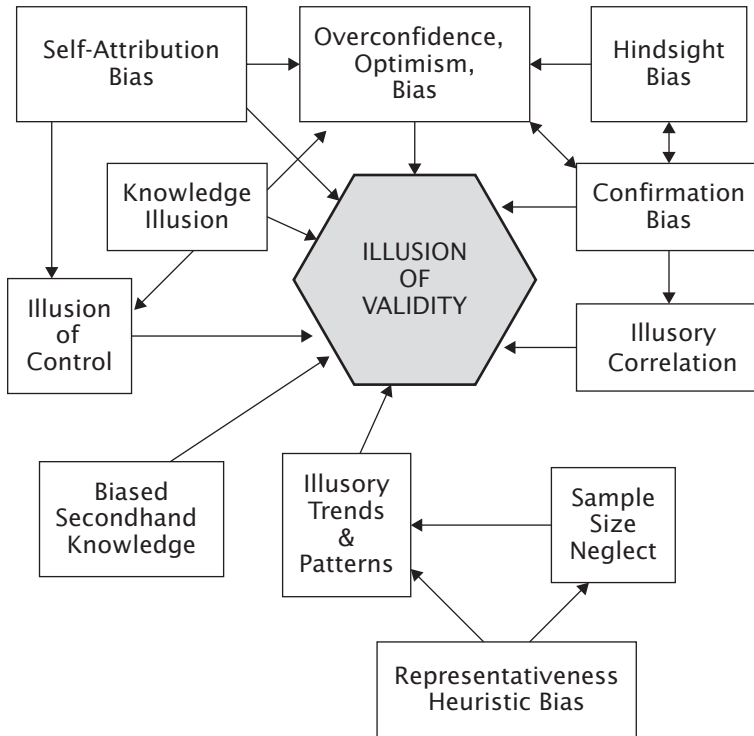 Self-Attribution
Bias
Overconfidence,
Optimism,
Bias
Hindsight
Bias
Knowledge
Illusion
ILLUSION
OF
VALIDITY
Confirmation
Bias
Illusion
of
Control
Illusory
Correlation
Biased
Secondhand
Knowledge
Illusory
Trends
&
Patterns
Sample
Size
Neglect
Representativeness
Heuristic Bias